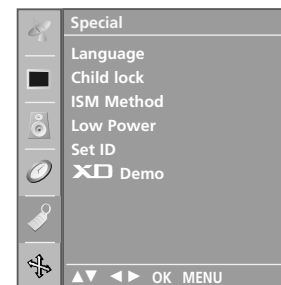 Special
Language
Child lock
ISM Method
Low Power
Set ID
XD Demo
▲▼ ◄► OK MENU